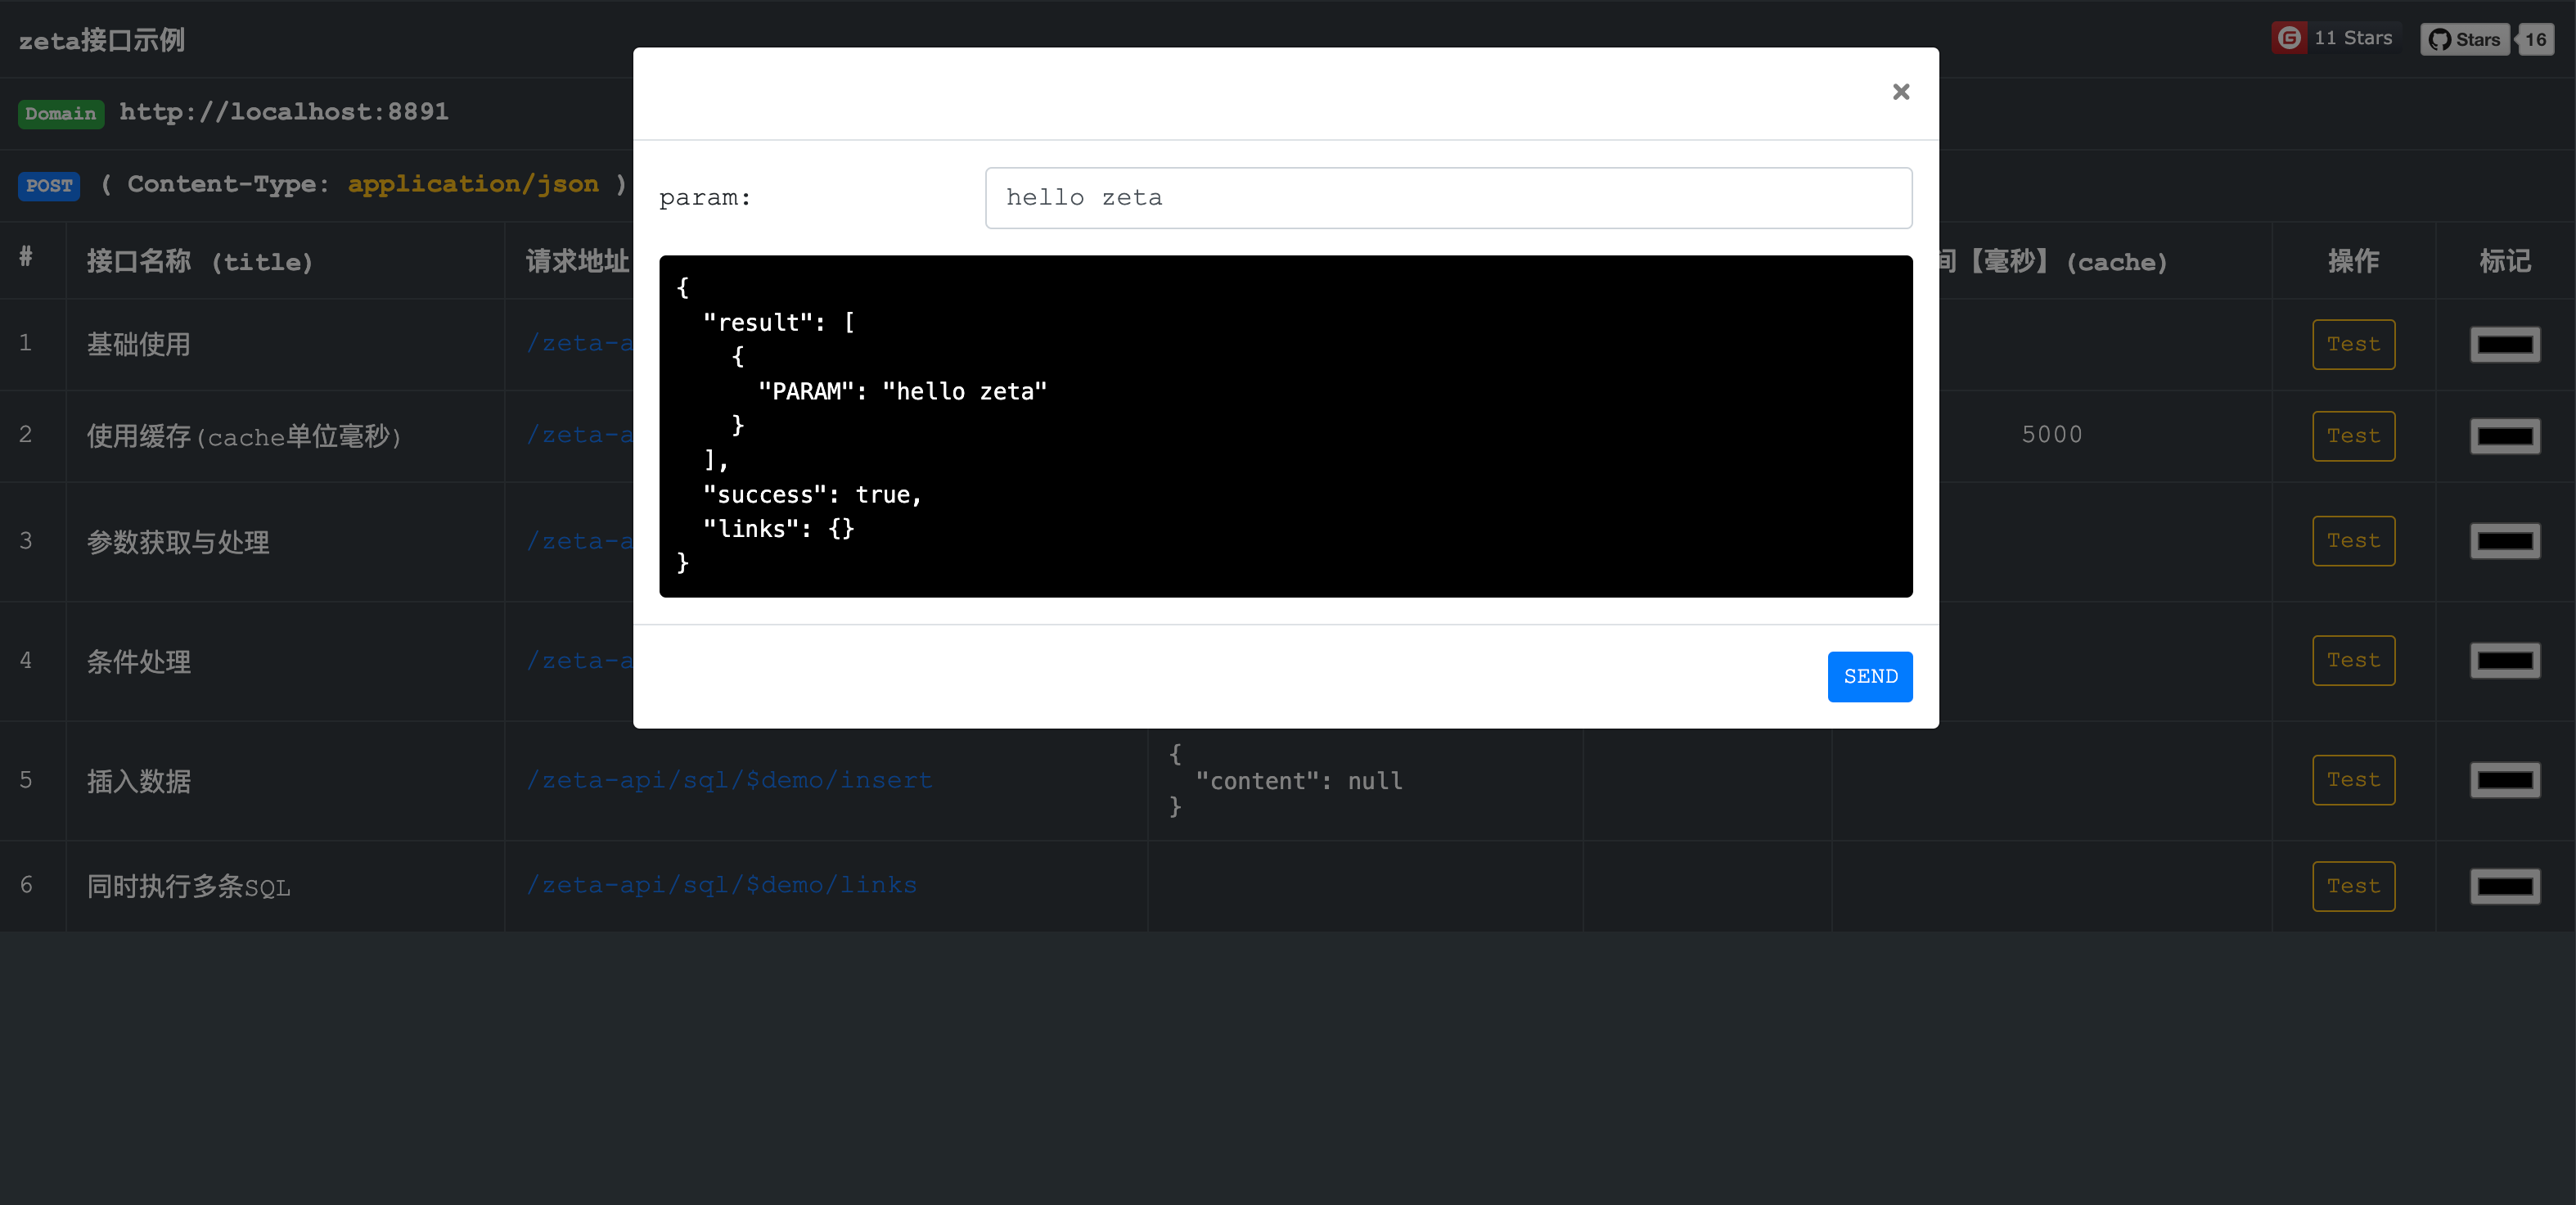 zeta接口示例
11 Stars
Stars 16
Domain http://localhost:8891
POST ( Content-Type: application/json )
# 接口名称 (title) 请求地址 间【毫秒】(cache) 操作 标记
1 基础使用 /zeta-a Test
2 使用缓存(cache单位毫秒) /zeta-a 5000 Test
3 参数获取与处理 /zeta-a Test
4 条件处理 /zeta-a Test
5 插入数据 /zeta-api/sql/$demo/insert
{
"content": null
}
Test
6 同时执行多条SQL /zeta-api/sql/$demo/links Test
×
param: hello zeta
{
"result": [
{
"PARAM": "hello zeta"
}
],
"success": true,
"links": {}
}
SEND